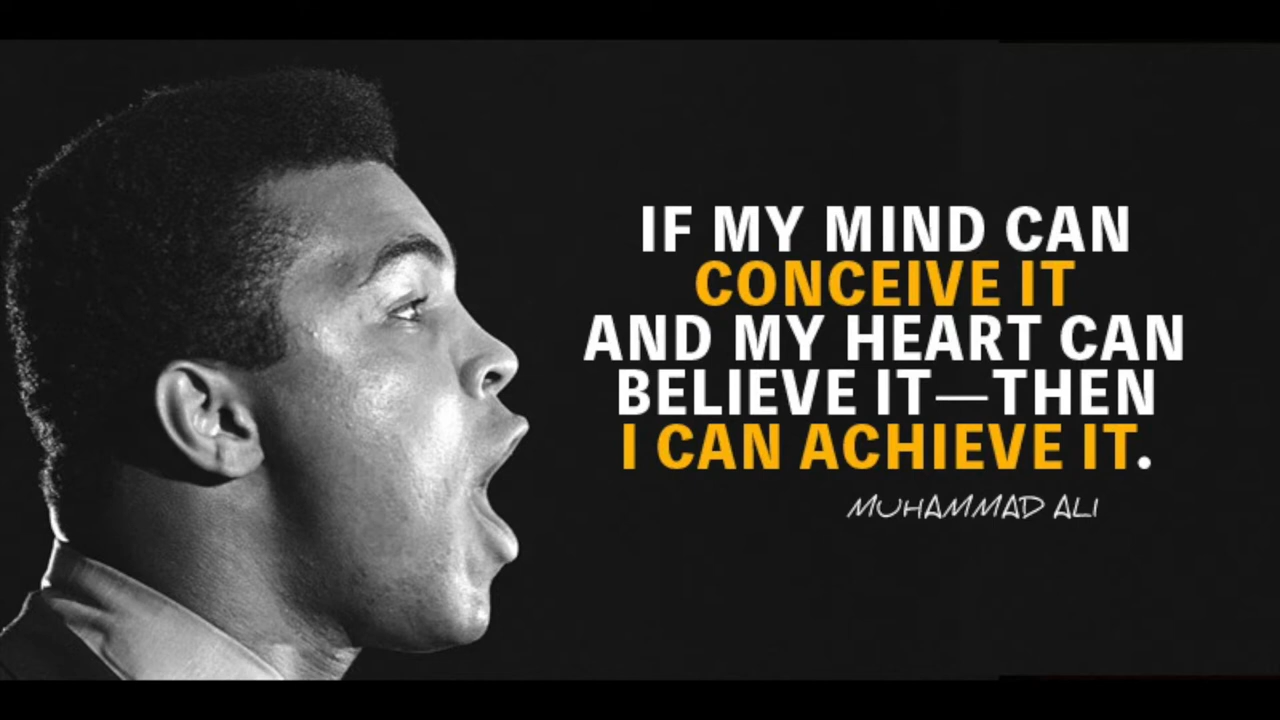 IF MY MIND CAN
CONCEIVE IT
AND MY HEART CAN
BELIEVE IT—THEN
I CAN ACHIEVE IT.
MUHAMMAD ALI